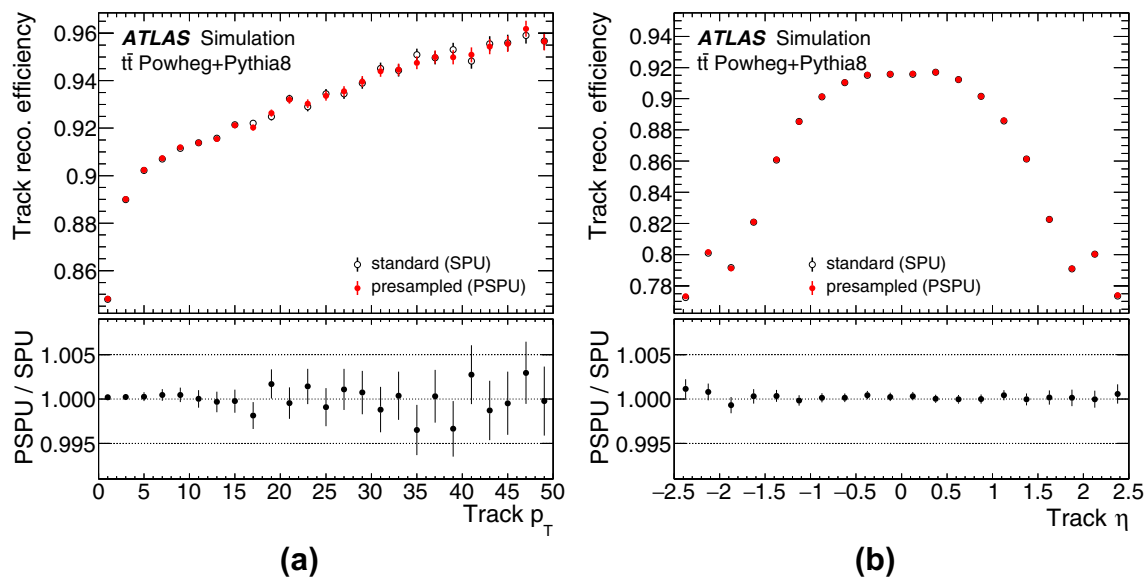 ATLAS Simulation
tt̄ Powheg+Pythia8
Track reco. efficiency
0.96
0.94
0.92
0.9
0.88
0.86
standard (SPU)
presampled (PSPU)
PSPU / SPU
1.005
1.000
0.995
0 5 10 15 20 25 30 35 40 45 50
Track p_T
(a)
ATLAS Simulation
tt̄ Powheg+Pythia8
Track reco. efficiency
0.94
0.92
0.9
0.88
0.86
0.84
0.82
0.8
0.78
standard (SPU)
presampled (PSPU)
PSPU / SPU
1.005
1.000
0.995
−2.5 −2 −1.5 −1 −0.5 0 0.5 1 1.5 2 2.5
Track η
(b)